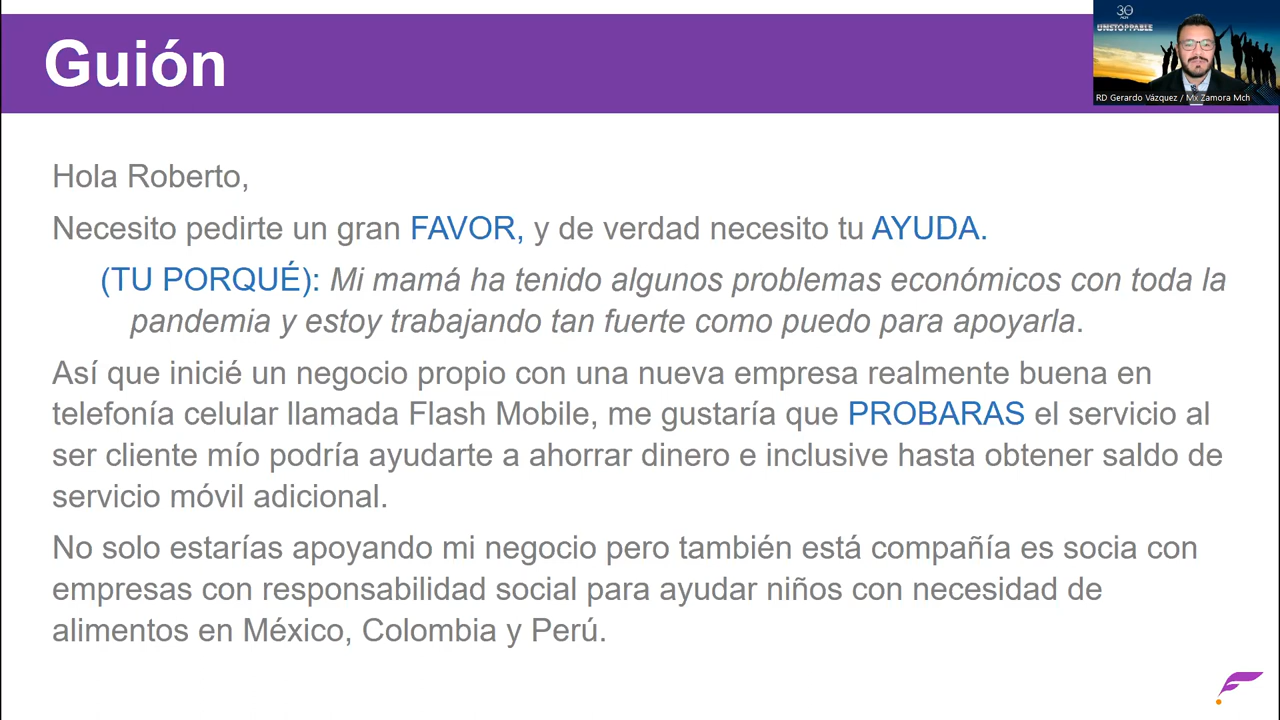 Guión
30
UNSTOPPABLE
RD Gerardo Vázquez / Mx Zamora Mch
Hola Roberto,
Necesito pedirte un gran FAVOR, y de verdad necesito tu AYUDA.
(TU PORQUÉ): Mi mamá ha tenido algunos problemas económicos con toda la
pandemia y estoy trabajando tan fuerte como puedo para apoyarla.
Así que inicié un negocio propio con una nueva empresa realmente buena en
telefonía celular llamada Flash Mobile, me gustaría que PROBARAS el servicio al
ser cliente mío podría ayudarte a ahorrar dinero e inclusive hasta obtener saldo de
servicio móvil adicional.
No solo estarías apoyando mi negocio pero también está compañía es socia con
empresas con responsabilidad social para ayudar niños con necesidad de
alimentos en México, Colombia y Perú.